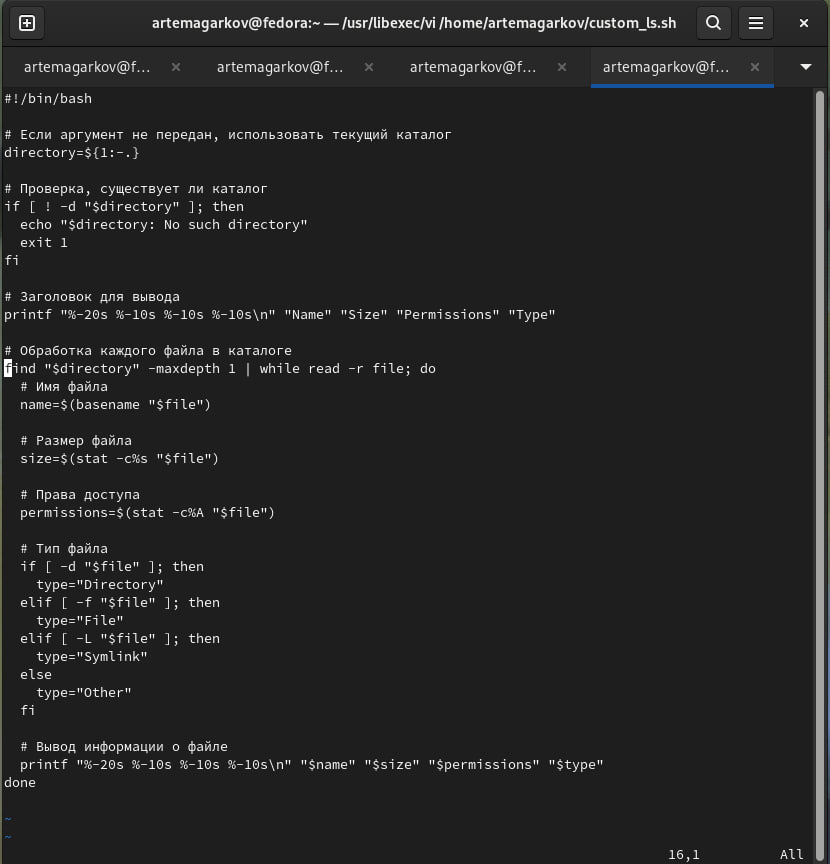 artemagarkov@fedora:~ — /usr/libexec/vi /home/artemagarkov/custom_ls.sh
artemagarkov@f... artemagarkov@f... artemagarkov@f... artemagarkov@f...
#!/bin/bash

# Если аргумент не передан, использовать текущий каталог
directory=${1:-.}

# Проверка, существует ли каталог
if [ ! -d "$directory" ]; then
  echo "$directory: No such directory"
  exit 1
fi

# Заголовок для вывода
printf "%-20s %-10s %-10s %-10s\n" "Name" "Size" "Permissions" "Type"

# Обработка каждого файла в каталоге
find "$directory" -maxdepth 1 | while read -r file; do
  # Имя файла
  name=$(basename "$file")

  # Размер файла
  size=$(stat -c%s "$file")

  # Права доступа
  permissions=$(stat -c%A "$file")

  # Тип файла
  if [ -d "$file" ]; then
    type="Directory"
  elif [ -f "$file" ]; then
    type="File"
  elif [ -L "$file" ]; then
    type="Symlink"
  else
    type="Other"
  fi

  # Вывод информации о файле
  printf "%-20s %-10s %-10s %-10s\n" "$name" "$size" "$permissions" "$type"
done

~
~
16,1 All